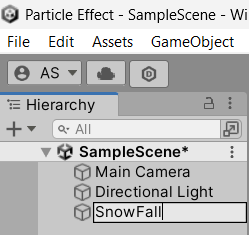 Particle Effect - SampleScene - Wi
File Edit Assets GameObject
AS
Hierarchy
All
SampleScene*
Main Camera
Directional Light
SnowFall